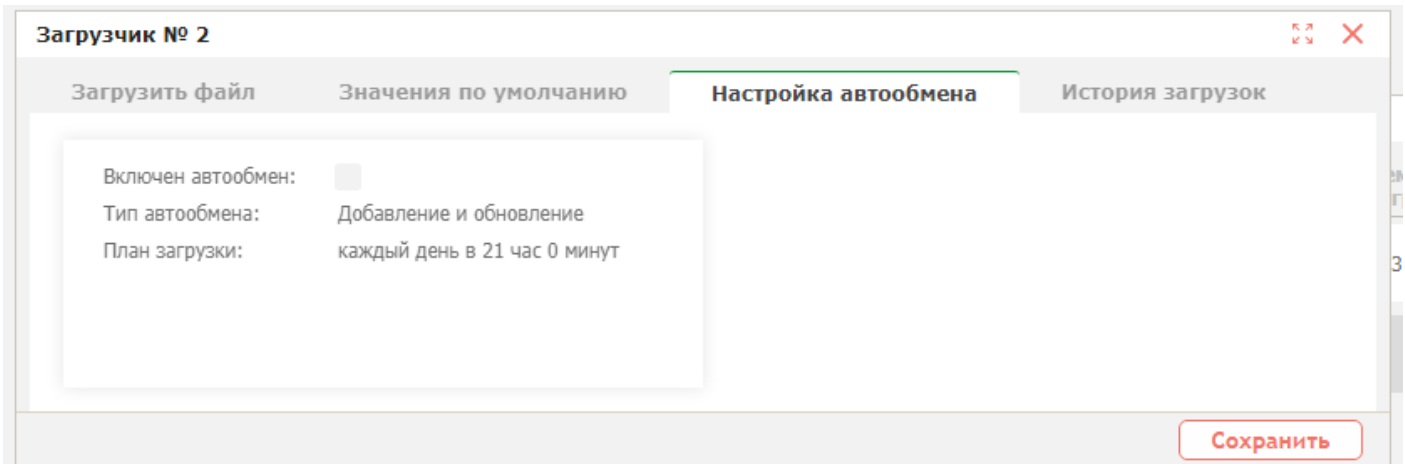 Загрузчик № 2
Загрузить файл Значения по умолчанию Настройка автообмена История загрузок
Включен автообмен:
Тип автообмена: Добавление и обновление
План загрузки: каждый день в 21 час 0 минут
Сохранить